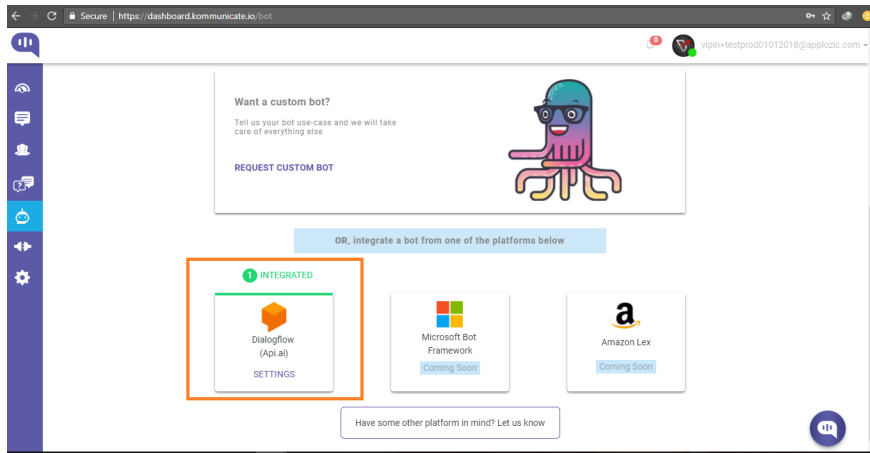 Secure | https://dashboard.kommunicate.io/bot
vipin+testprod01012018@applozic.com
Want a custom bot?
Tell us your bot use-case and we will take
care of everything else
REQUEST CUSTOM BOT
OR, integrate a bot from one of the platforms below
1 INTEGRATED
Dialogflow
(Api.ai)
SETTINGS
Microsoft Bot
Framework
Coming Soon
a
Amazon Lex
Coming Soon
Have some other platform in mind? Let us know